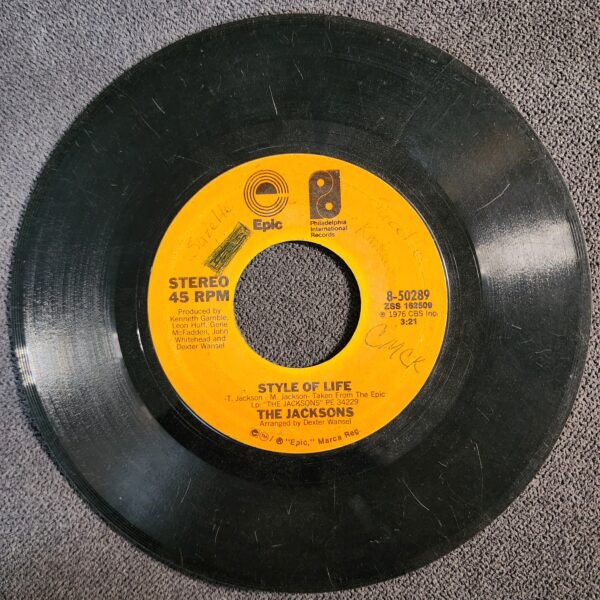 Epic
Philadelphia
International
Records
Suzette
STEREO
45 RPM
Produced by
Kenneth Gamble,
Leon Huff, Gene
McFadden, John
Whitehead and
Dexter Wansel
8-50289
ZSS 162509
℗ 1976 CBS Inc.
3:21
CMCK
STYLE OF LIFE
-T. Jackson - M. Jackson- Taken From The Epic
Lp: "THE JACKSONS" PE 34229
THE JACKSONS
Arranged by Dexter Wansel
"Epic," Marca Reg.